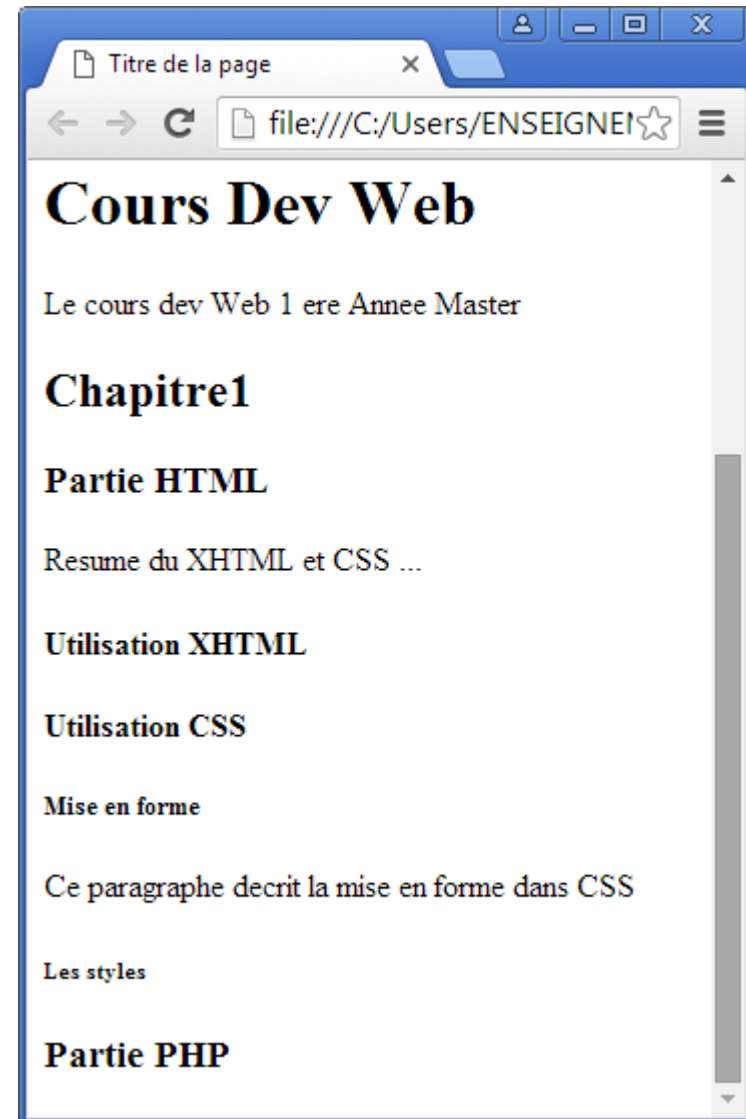 Titre de la page
file:///C:/Users/ENSEIGNE
Cours Dev Web
Le cours dev Web 1 ere Annee Master
Chapitre1
Partie HTML
Resume du XHTML et CSS ...
Utilisation XHTML
Utilisation CSS
Mise en forme
Ce paragraphe decrit la mise en forme dans CSS
Les styles
Partie PHP